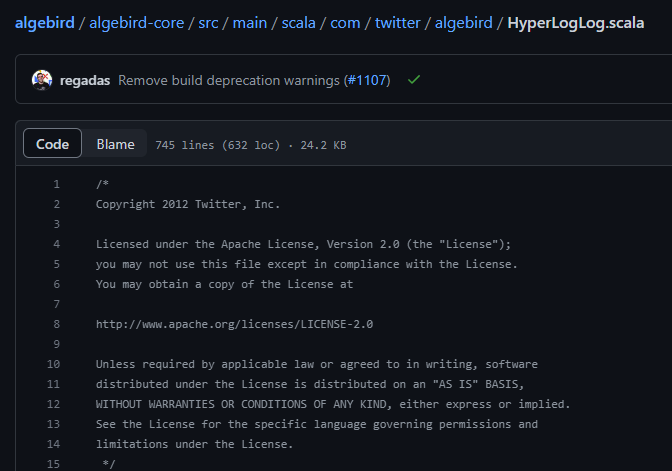 algebird / algebird-core / src / main / scala / com / twitter / algebird / HyperLogLog.scala
regadas Remove build deprecation warnings (#1107)
Code Blame 745 lines (632 loc) · 24.2 KB
1 /*
2 Copyright 2012 Twitter, Inc.
3
4 Licensed under the Apache License, Version 2.0 (the "License");
5 you may not use this file except in compliance with the License.
6 You may obtain a copy of the License at
7
8 http://www.apache.org/licenses/LICENSE-2.0
9
10 Unless required by applicable law or agreed to in writing, software
11 distributed under the License is distributed on an "AS IS" BASIS,
12 WITHOUT WARRANTIES OR CONDITIONS OF ANY KIND, either express or implied.
13 See the License for the specific language governing permissions and
14 limitations under the License.
15 */